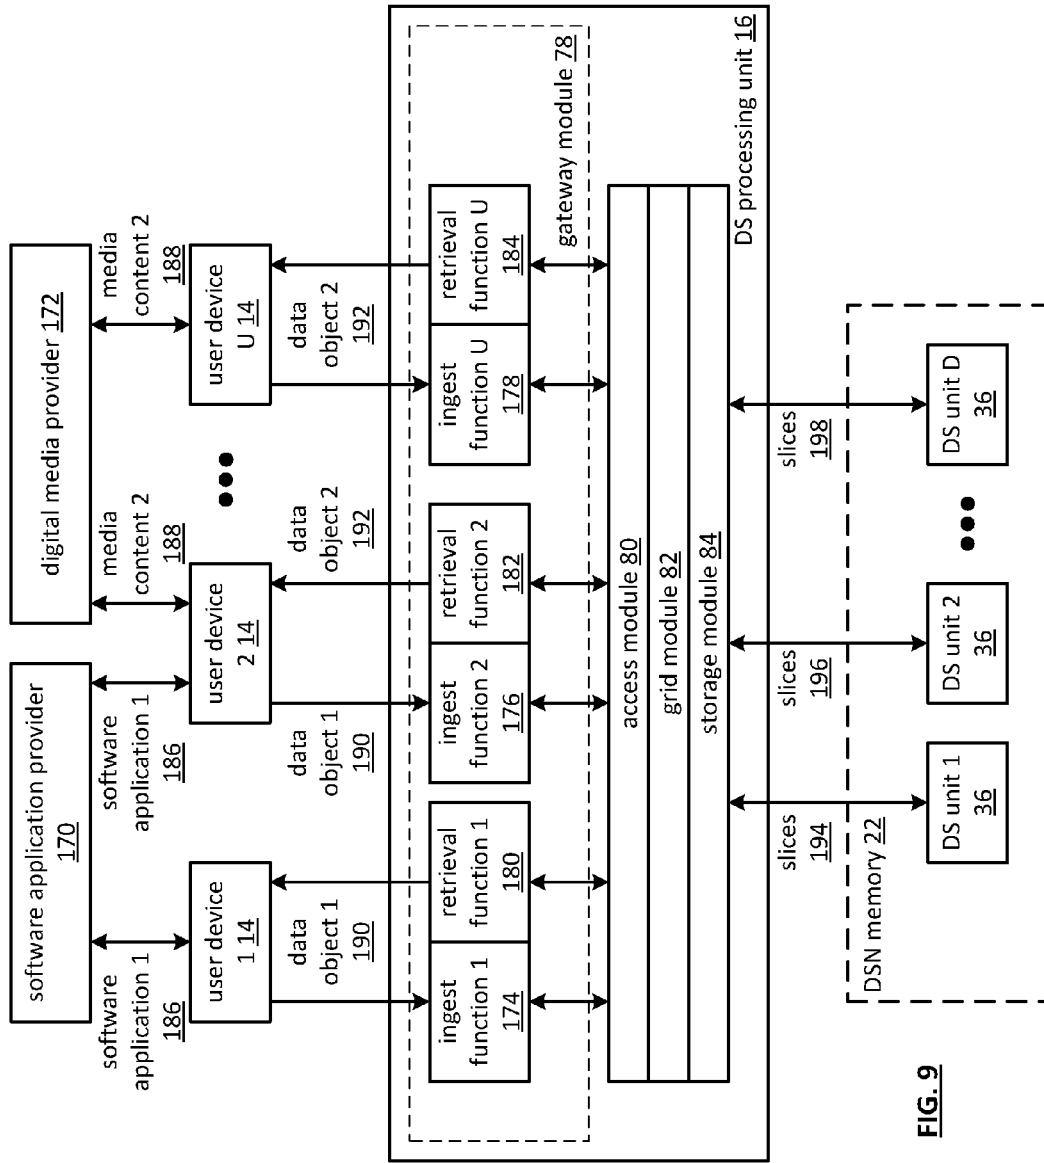 software application provider
170
digital media provider 172
software
application 1
186
software
application 1
186
media
content 2
188
media
content 2
188
user device
1 14
user device
2 14
user device
U 14
data
object 1
190
data
object 1
190
data
object 2
192
data
object 2
192
ingest
function 1
174
retrieval
function 1
180
ingest
function 2
176
retrieval
function 2
182
ingest
function U
178
retrieval
function U
184
gateway module 78
access module 80
grid module 82
storage module 84
DS processing unit 16
slices
194
slices
196
slices
198
DSN memory 22
DS unit 1
36
DS unit 2
36
DS unit D
36
FIG. 9